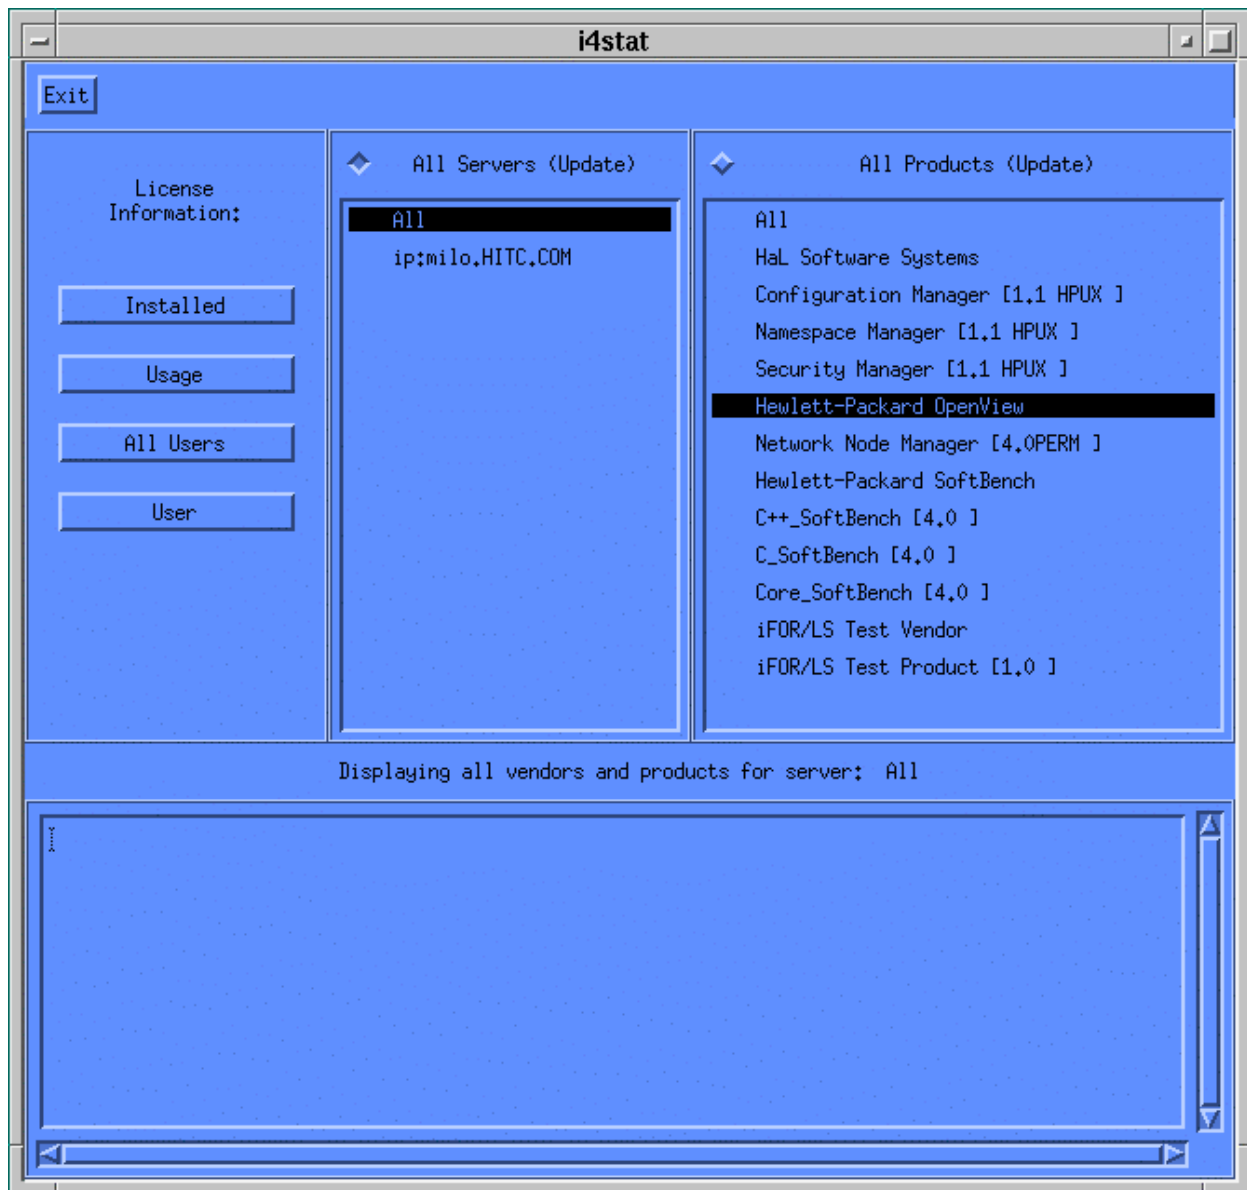 i4stat
Exit
License
Information:
Installed
Usage
All Users
User
All Servers (Update)
All
ip:milo.HITC.COM
All Products (Update)
All
HaL Software Systems
Configuration Manager [1.1 HPUX ]
Namespace Manager [1.1 HPUX ]
Security Manager [1.1 HPUX ]
Hewlett-Packard OpenView
Network Node Manager [4.0PERM ]
Hewlett-Packard SoftBench
C++_SoftBench [4.0 ]
C_SoftBench [4.0 ]
Core_SoftBench [4.0 ]
iFOR/LS Test Vendor
iFOR/LS Test Product [1.0 ]
Displaying all vendors and products for server:  All